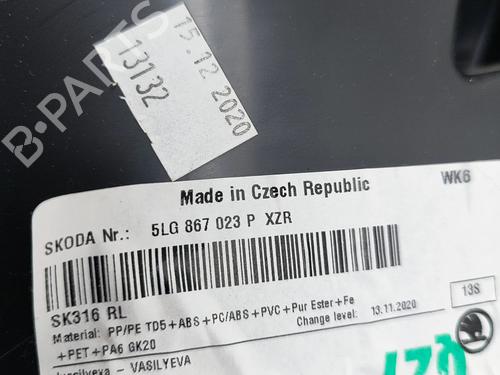 15.12.2020
13132
B-PARTS
Made in Czech Republic
WK6
SKODA Nr.: 5LG 867 023 P XZR
SK316 RL
13S
Material: PP/PE TD5+ABS+PC/ABS+PVC+Pur Ester+Fe
Change level: 13.11.2020
+PET+PA6 GK20
- VASILYEVA